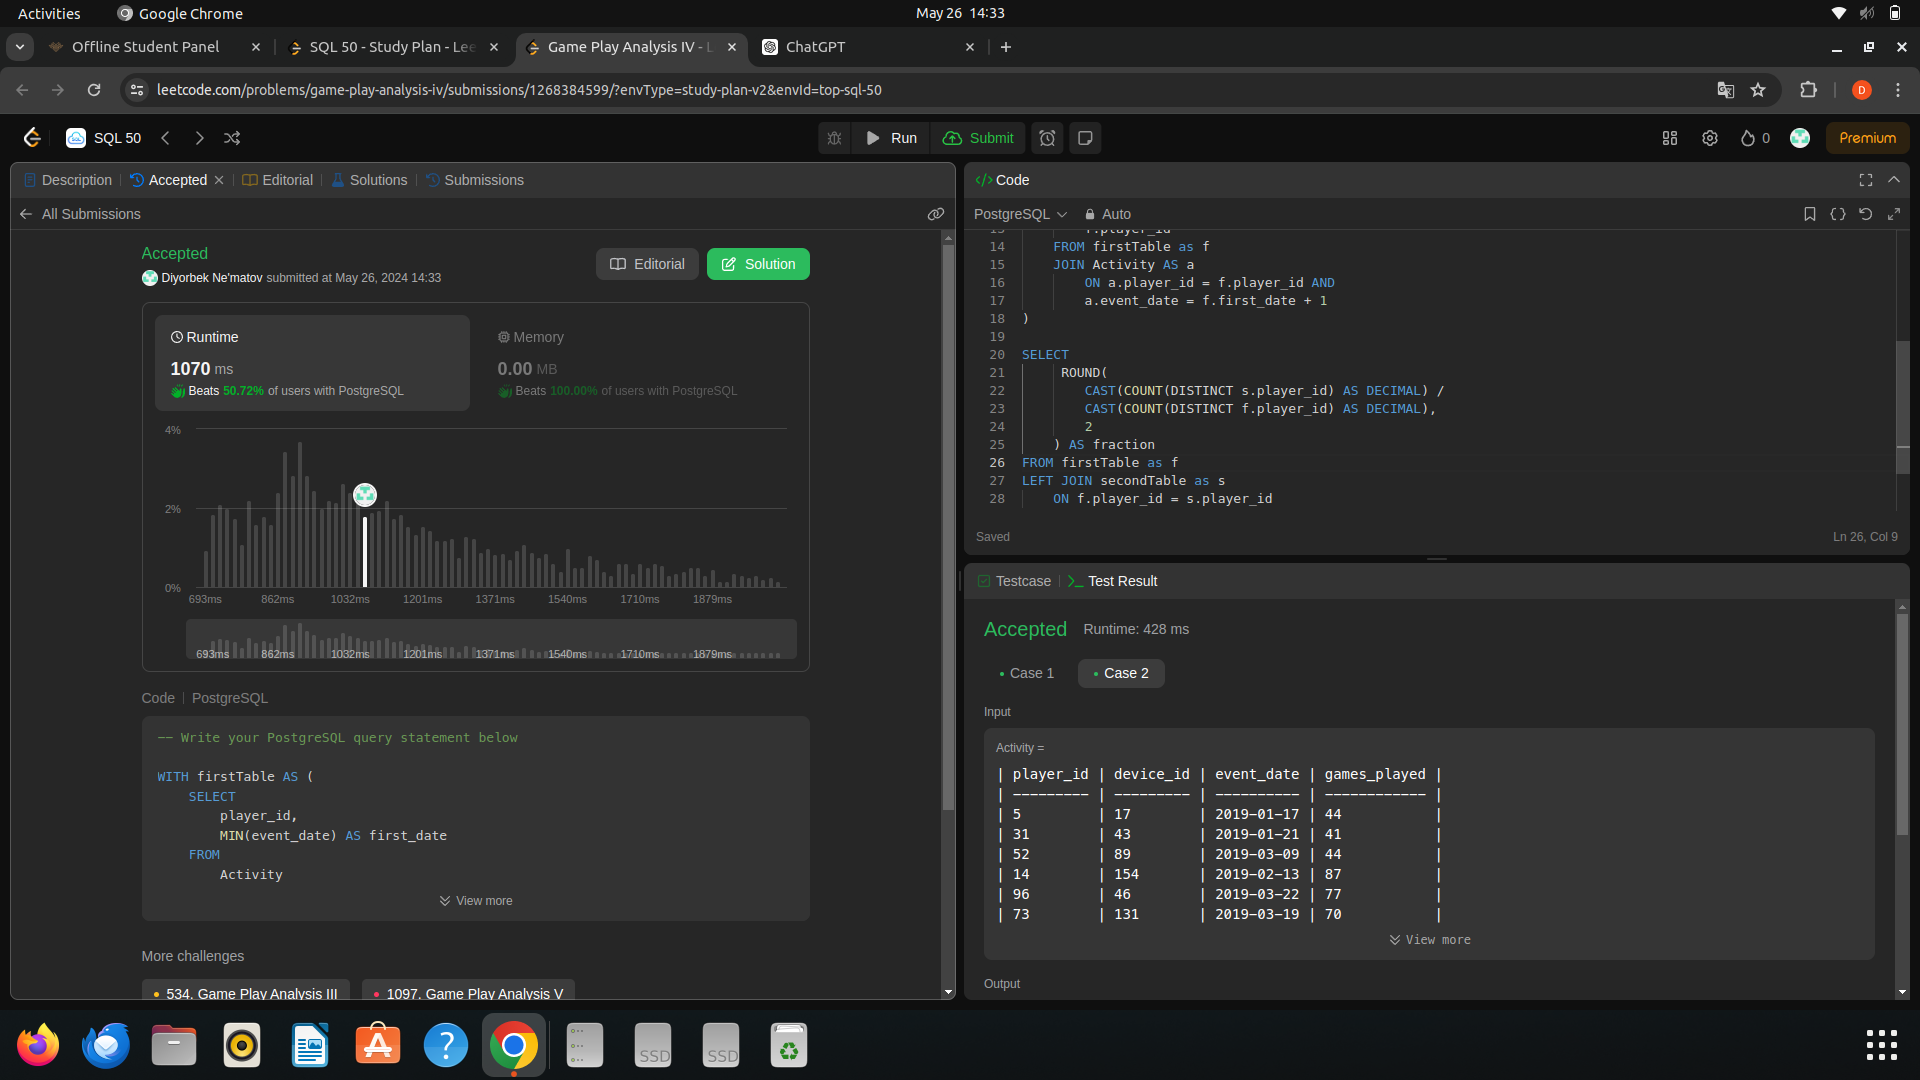 Activities
Google Chrome
May 26 14:33
Offline Student Panel
SQL 50 - Study Plan - Lee
Game Play Analysis IV - L
ChatGPT
leetcode.com/problems/game-play-analysis-iv/submissions/1268384599/?envType=study-plan-v2&envId=top-sql-50
D
SQL 50
Run
Submit
0
Premium
Description
Accepted
Editorial
Solutions
Submissions
All Submissions
Accepted
Diyorbek Ne'matov submitted at May 26, 2024 14:33
Editorial
Solution
Runtime
1070 ms
Beats 50.72% of users with PostgreSQL
Memory
0.00 MB
Beats 100.00% of users with PostgreSQL
4%
2%
0%
693ms 862ms 1032ms 1201ms 1371ms 1540ms 1710ms 1879ms
693ms 862ms 1032ms 1201ms 1371ms 1540ms 1710ms 1879ms
Code | PostgreSQL
-- Write your PostgreSQL query statement below
WITH firstTable AS (
SELECT
player_id,
MIN(event_date) AS first_date
FROM
Activity
View more
More challenges
534. Game Play Analysis III
1097. Game Play Analysis V
Code
PostgreSQL
Auto
13 f.player_id
14 FROM firstTable as f
15 JOIN Activity AS a
16 ON a.player_id = f.player_id AND
17 a.event_date = f.first_date + 1
18 )
19
20 SELECT
21 ROUND(
22 CAST(COUNT(DISTINCT s.player_id) AS DECIMAL) /
23 CAST(COUNT(DISTINCT f.player_id) AS DECIMAL),
24 2
25 ) AS fraction
26 FROM firstTable as f
27 LEFT JOIN secondTable as s
28 ON f.player_id = s.player_id
Saved
Ln 26, Col 9
Testcase
Test Result
Accepted
Runtime: 428 ms
Case 1
Case 2
Input
Activity =
| player_id | device_id | event_date | games_played |
| --------- | --------- | ---------- | ------------ |
| 5 | 17 | 2019-01-17 | 44 |
| 31 | 43 | 2019-01-21 | 41 |
| 52 | 89 | 2019-03-09 | 44 |
| 14 | 154 | 2019-02-13 | 87 |
| 96 | 46 | 2019-03-22 | 77 |
| 73 | 131 | 2019-03-19 | 70 |
View more
Output
SSD
SSD